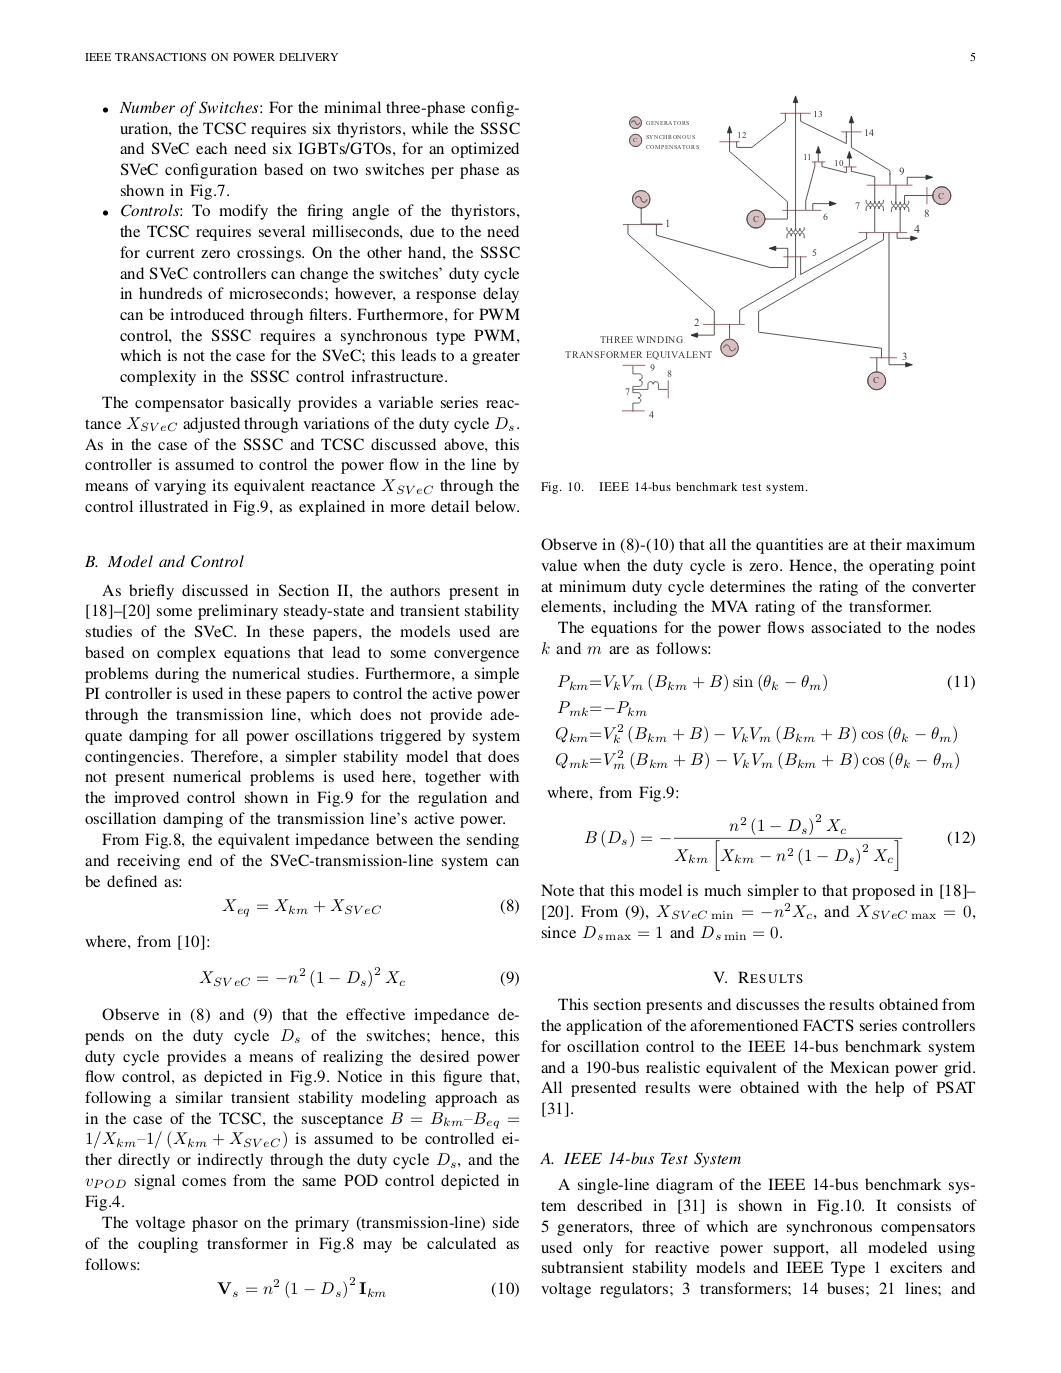 IEEE TRANSACTIONS ON POWER DELIVERY
5
• Number of Switches: For the minimal three-phase config-
uration, the TCSC requires six thyristors, while the SSSC
and SVeC each need six IGBTs/GTOs, for an optimized
SVeC configuration based on two switches per phase as
shown in Fig.7.
• Controls: To modify the firing angle of the thyristors,
the TCSC requires several milliseconds, due to the need
for current zero crossings. On the other hand, the SSSC
and SVeC controllers can change the switches' duty cycle
in hundreds of microseconds; however, a response delay
can be introduced through filters. Furthermore, for PWM
control, the SSSC requires a synchronous type PWM,
which is not the case for the SVeC; this leads to a greater
complexity in the SSSC control infrastructure.
The compensator basically provides a variable series reac-
tance X_{SVeC} adjusted through variations of the duty cycle D_s.
As in the case of the SSSC and TCSC discussed above, this
controller is assumed to control the power flow in the line by
means of varying its equivalent reactance X_{SVeC} through the
control illustrated in Fig.9, as explained in more detail below.
B. Model and Control
As briefly discussed in Section II, the authors present in
[18]–[20] some preliminary steady-state and transient stability
studies of the SVeC. In these papers, the models used are
based on complex equations that lead to some convergence
problems during the numerical studies. Furthermore, a simple
PI controller is used in these papers to control the active power
through the transmission line, which does not provide ade-
quate damping for all power oscillations triggered by system
contingencies. Therefore, a simpler stability model that does
not present numerical problems is used here, together with
the improved control shown in Fig.9 for the regulation and
oscillation damping of the transmission line's active power.
From Fig.8, the equivalent impedance between the sending
and receiving end of the SVeC-transmission-line system can
be defined as:
X_{eq} = X_{km} + X_{SVeC} (8)
where, from [10]:
X_{SVeC} = −n² (1 − D_s)² X_c (9)
Observe in (8) and (9) that the effective impedance de-
pends on the duty cycle D_s of the switches; hence, this
duty cycle provides a means of realizing the desired power
flow control, as depicted in Fig.9. Notice in this figure that,
following a similar transient stability modeling approach as
in the case of the TCSC, the susceptance B = B_{km}–B_{eq} =
1/X_{km}–1/ (X_{km} + X_{SVeC}) is assumed to be controlled ei-
ther directly or indirectly through the duty cycle D_s, and the
v_{POD} signal comes from the same POD control depicted in
Fig.4.
The voltage phasor on the primary (transmission-line) side
of the coupling transformer in Fig.8 may be calculated as
follows:
V_s = n² (1 − D_s)² I_{km} (10)
GENERATORS
C SYNCHRONOUS
COMPENSATORS
13
12
14
11
10
9
C
1
C
6
7
8
4
5
2
3
C
THREE WINDING
TRANSFORMER EQUIVALENT
9
8
7
4
Fig. 10. IEEE 14-bus benchmark test system.
Observe in (8)-(10) that all the quantities are at their maximum
value when the duty cycle is zero. Hence, the operating point
at minimum duty cycle determines the rating of the converter
elements, including the MVA rating of the transformer.
The equations for the power flows associated to the nodes
k and m are as follows:
P_{km}=V_kV_m (B_{km} + B) sin (θ_k − θ_m) (11)
P_{mk}=−P_{km}
Q_{km}=V_k² (B_{km} + B) − V_kV_m (B_{km} + B) cos (θ_k − θ_m)
Q_{mk}=V_m² (B_{km} + B) − V_kV_m (B_{km} + B) cos (θ_k − θ_m)
where, from Fig.9:
B (D_s) = − n² (1 − D_s)² X_c / X_{km} [X_{km} − n² (1 − D_s)² X_c] (12)
Note that this model is much simpler to that proposed in [18]–
[20]. From (9), X_{SVeC min} = −n²X_c, and X_{SVeC max} = 0,
since D_{s max} = 1 and D_{s min} = 0.
V. RESULTS
This section presents and discusses the results obtained from
the application of the aforementioned FACTS series controllers
for oscillation control to the IEEE 14-bus benchmark system
and a 190-bus realistic equivalent of the Mexican power grid.
All presented results were obtained with the help of PSAT
[31].
A. IEEE 14-bus Test System
A single-line diagram of the IEEE 14-bus benchmark sys-
tem described in [31] is shown in Fig.10. It consists of
5 generators, three of which are synchronous compensators
used only for reactive power support, all modeled using
subtransient stability models and IEEE Type 1 exciters and
voltage regulators; 3 transformers; 14 buses; 21 lines; and